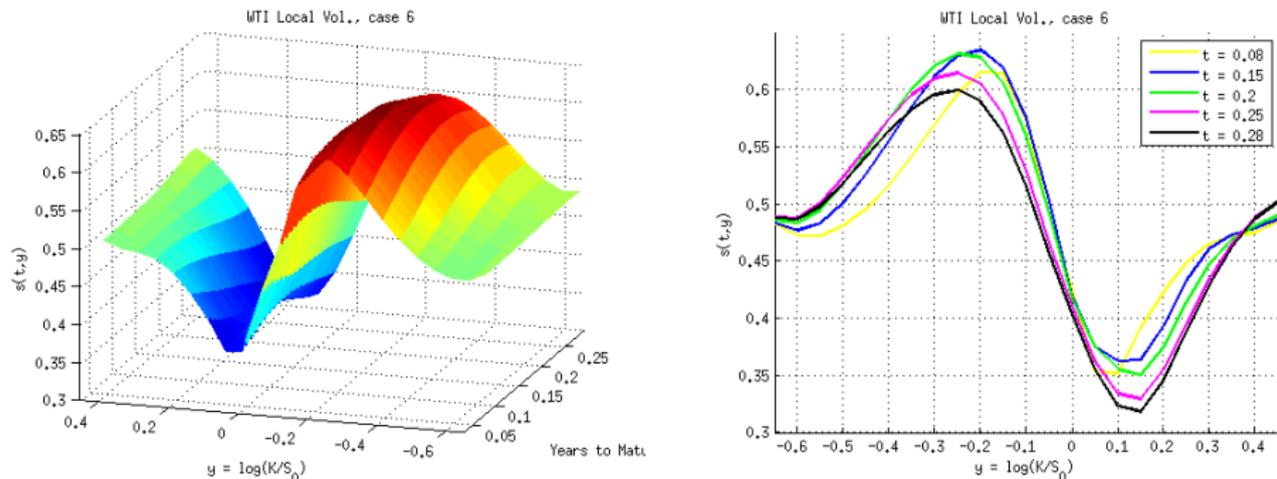 WTI Local Vol., case 6
0.65
0.6
0.55
0.5
0.45
0.4
0.35
0.3
s(t,y)
0.4
0.2
0
-0.2
-0.4
-0.6
y = log(K/S0)
0.05
0.1
0.15
0.2
0.25
Years to Matu
WTI Local Vol., case 6
t = 0.08
t = 0.15
t = 0.2
t = 0.25
t = 0.28
0.6
0.55
0.5
0.45
0.4
0.35
0.3
s(t,y)
-0.6 -0.5 -0.4 -0.3 -0.2 -0.1 0 0.1 0.2 0.3 0.4
y = log(K/S0)